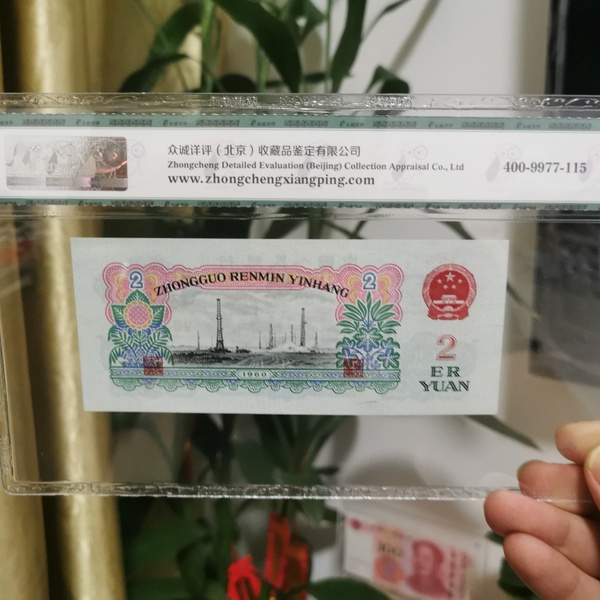 众诚详评（北京）收藏品鉴定有限公司
Zhongcheng Detailed Evaluation (Beijing) Collection Appraisal Co., Ltd
www.zhongchengxiangping.com
400-9977-115
2 ZHONGGUO RENMIN YINHANG 2
2
ER
YUAN
1960
100